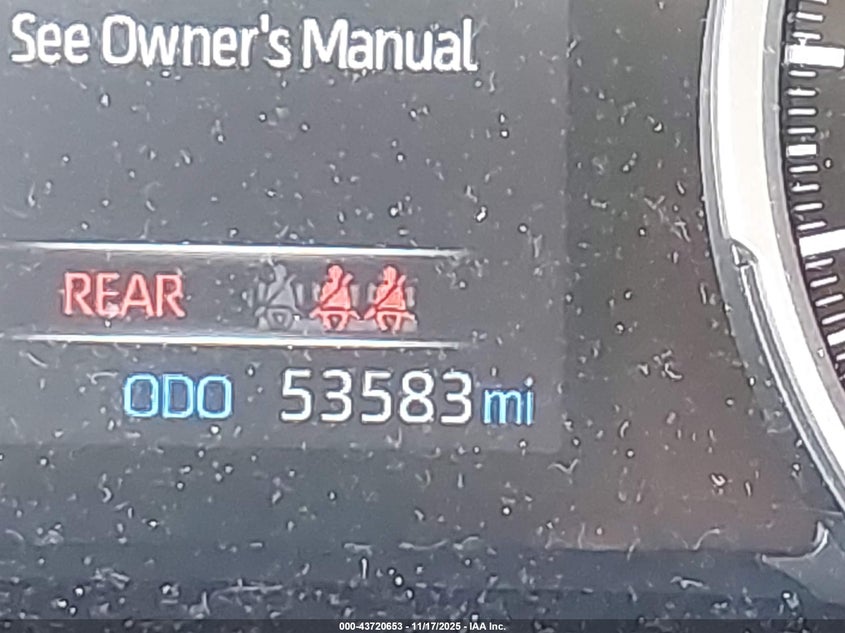 See Owner's Manual
REAR
ODO 53583 mi
000-43720653 - 11/17/2025 - IAA Inc.